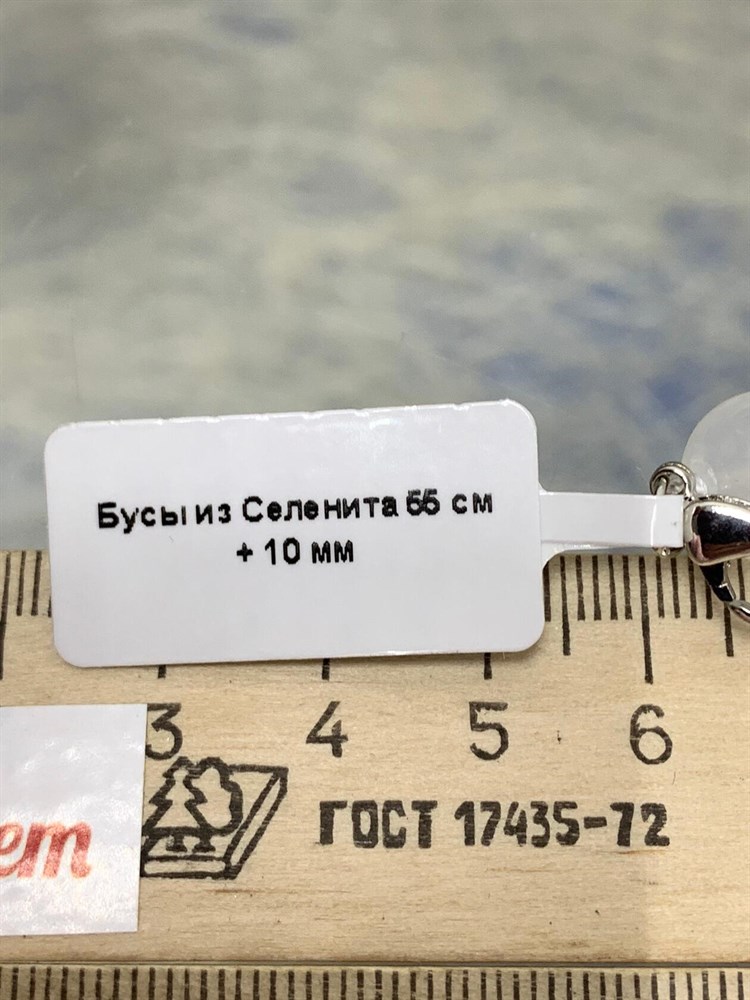 Бусы из Селенита 55 см
+ 10 мм
3 4 5 6
ГОСТ 17435-72